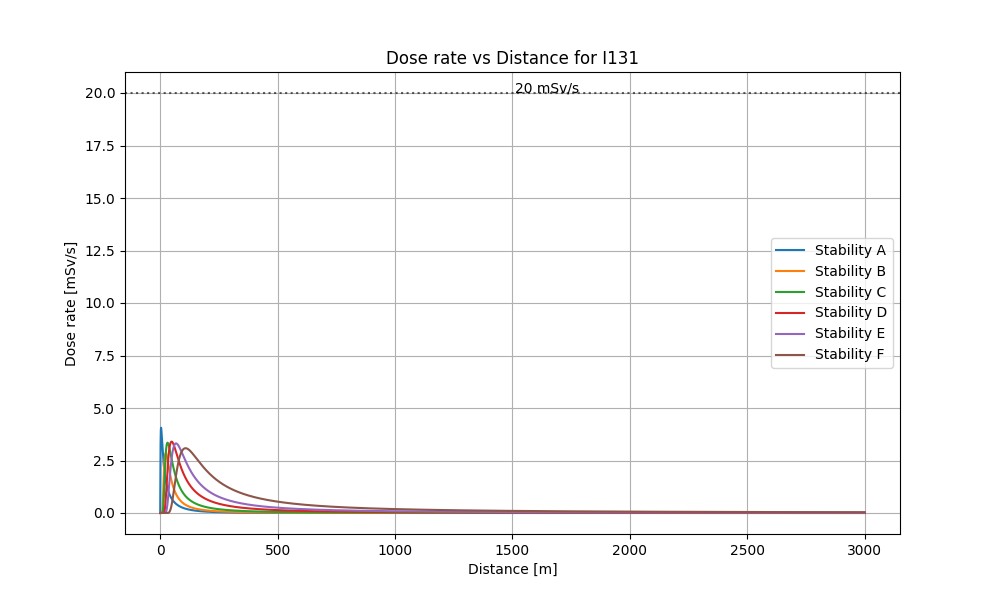 Dose rate vs Distance for I131
20 mSv/s
20.0
17.5
15.0
12.5
10.0
7.5
5.0
2.5
0.0
Dose rate [mSv/s]
Stability A
Stability B
Stability C
Stability D
Stability E
Stability F
0 500 1000 1500 2000 2500 3000
Distance [m]